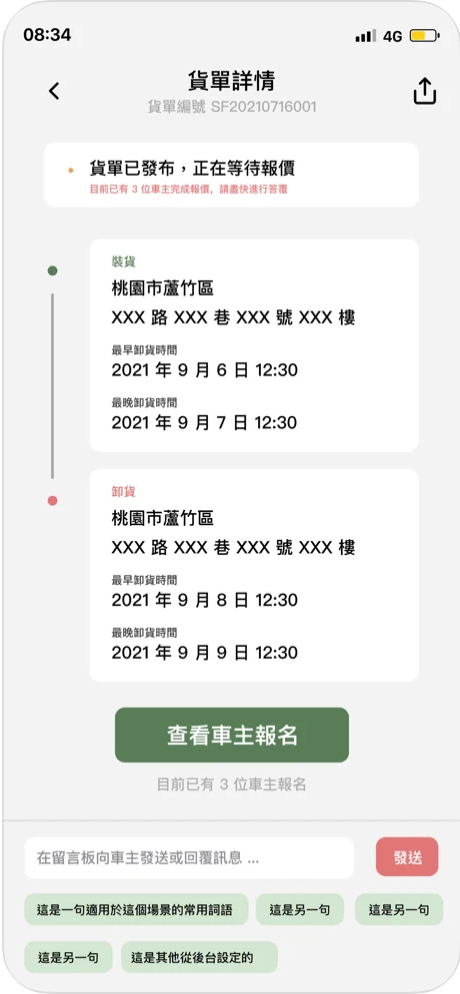 08:34
4G
貨單詳情
貨單編號 SF20210716001
貨單已發布，正在等待報價
目前已有 3 位車主完成報價，請盡快進行答覆
裝貨
桃園市蘆竹區
XXX 路 XXX 巷 XXX 號 XXX 樓
最早卸貨時間
2021 年 9 月 6 日 12:30
最晚卸貨時間
2021 年 9 月 7 日 12:30
卸貨
桃園市蘆竹區
XXX 路 XXX 巷 XXX 號 XXX 樓
最早卸貨時間
2021 年 9 月 8 日 12:30
最晚卸貨時間
2021 年 9 月 9 日 12:30
查看車主報名
目前已有 3 位車主報名
在留言板向車主發送或回覆訊息 ...
發送
這是一句適用於這個場景的常用詞語
這是另一句
這是另一句
這是另一句
這是其他從後台設定的